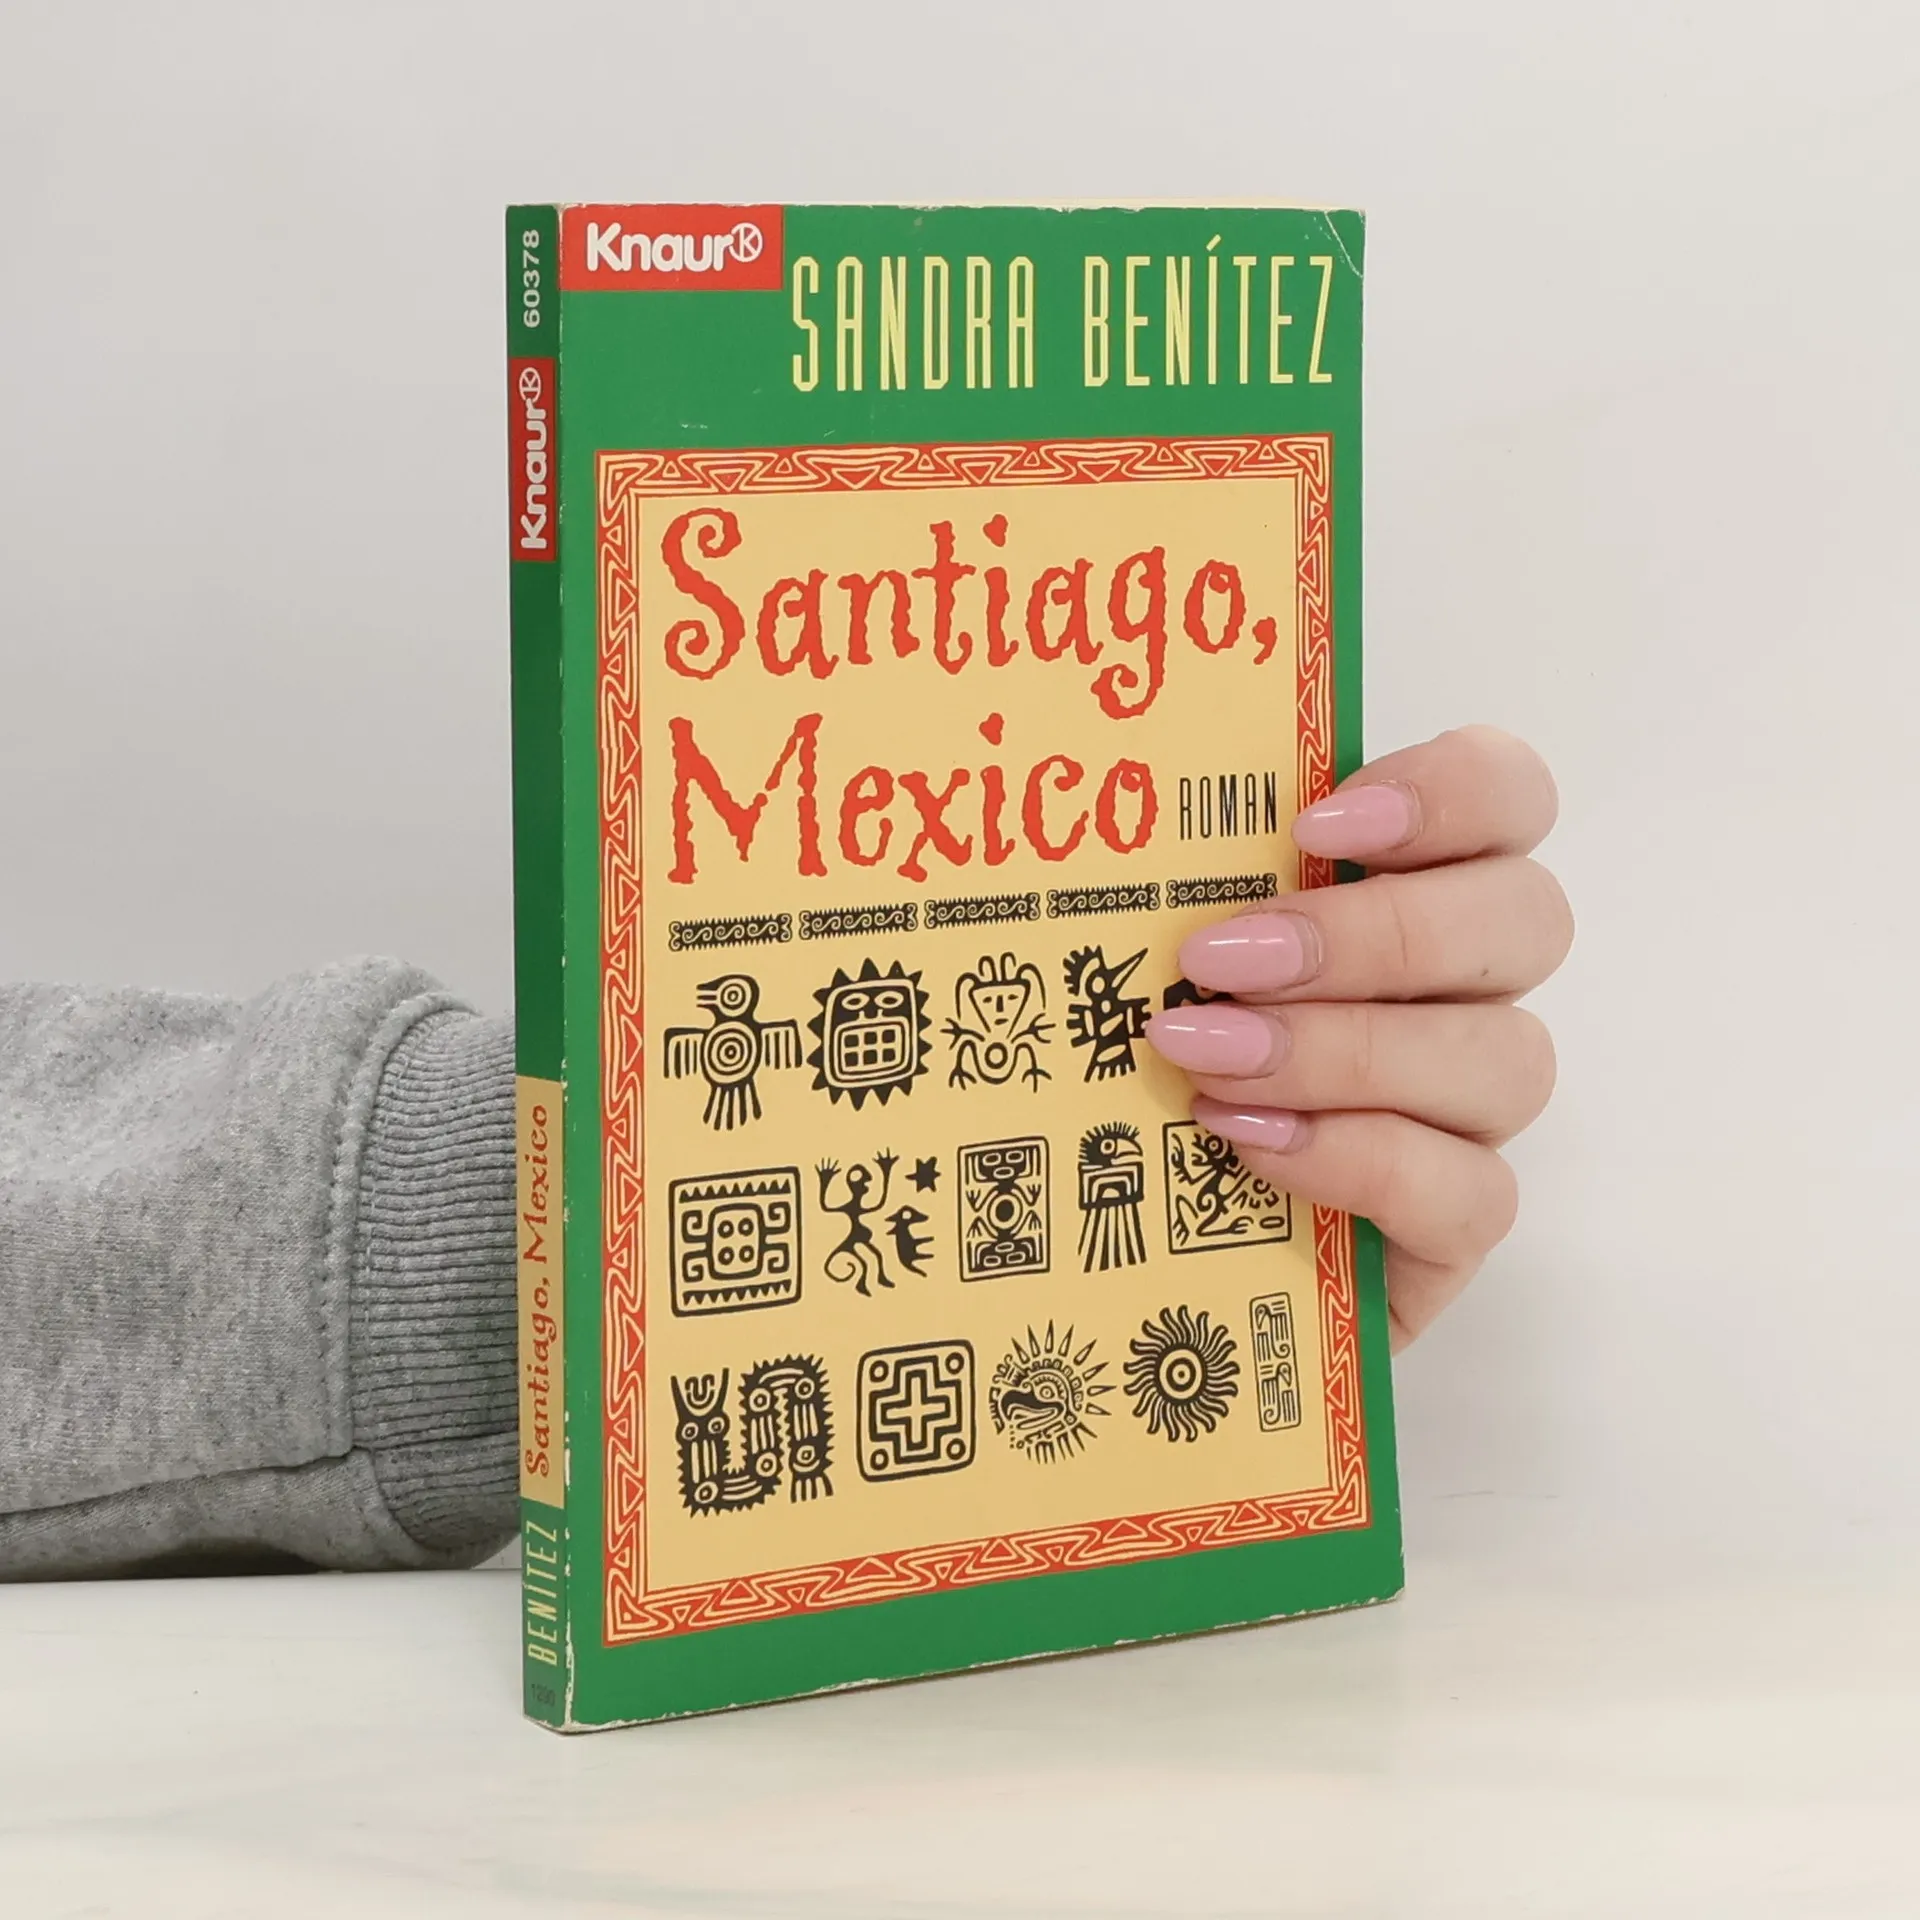 60378
Knaur
Santiago, Mexico
BENÍTEZ
Knaur
SANDRA BENÍTEZ
Santiago,
Mexico
ROMAN